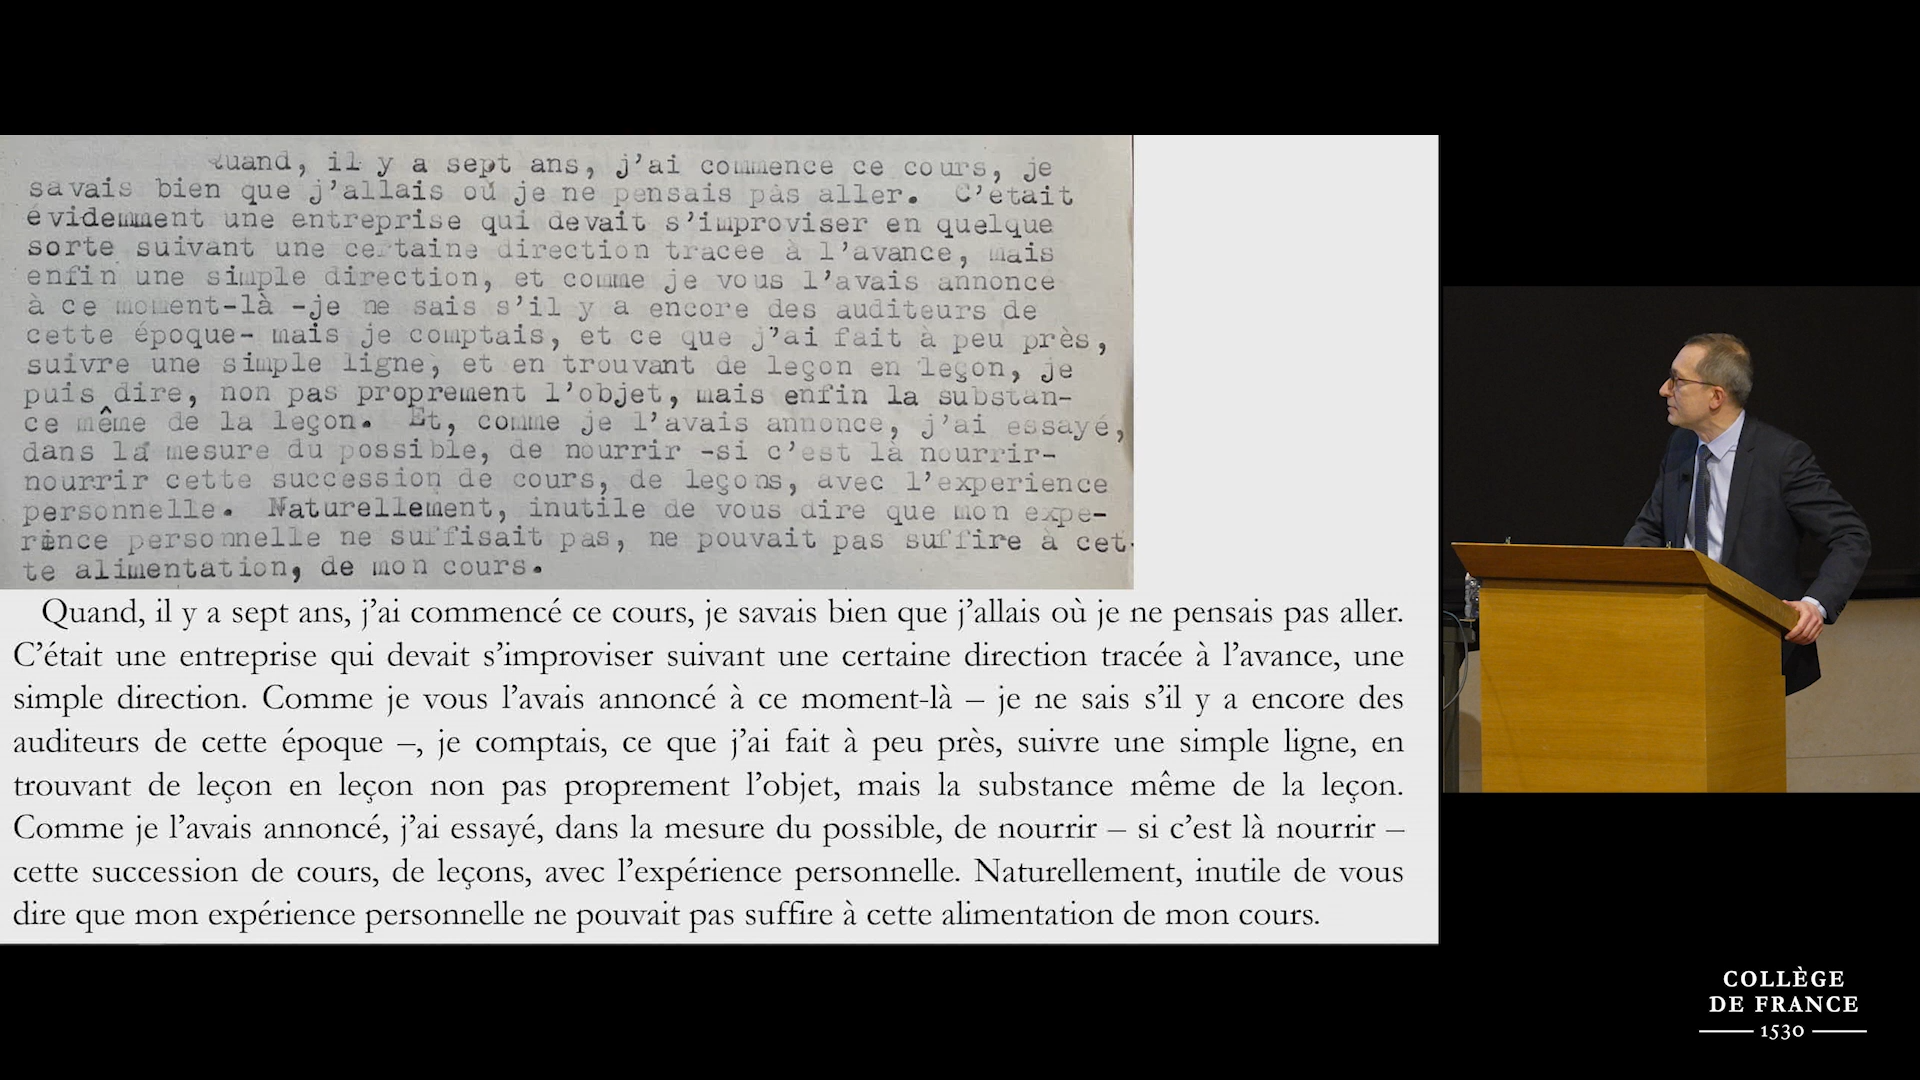 Quand, il y a sept ans, j'ai commence ce cours, je
savais bien que j'allais où je ne pensais pas aller. C'était
évidemment une entreprise qui devait s'improviser en quelque
sorte suivant une certaine direction tracee à l'avance, mais
enfin une simple direction, et comme je vous l'avais annonce
à ce moment-là -je ne sais s'il y a encore des auditeurs de
cette époque- mais je comptais, et ce que j'ai fait à peu près,
suivre une simple ligne, et en trouvant de leçon en leçon, je
puis dire, non pas proprement l'objet, mais enfin la substan-
ce même de la leçon. Et, comme je l'avais annonce, j'ai essayé,
dans la mesure du possible, de nourrir -si c'est là nourrir-
nourrir cette succession de cours, de leçons, avec l'experience
personnelle. Naturellement, inutile de vous dire que mon expe-
rience personnelle ne suffisait pas, ne pouvait pas suffire à cet-
te alimentation, de mon cours.
Quand, il y a sept ans, j'ai commencé ce cours, je savais bien que j'allais où je ne pensais pas aller.
C'était une entreprise qui devait s'improviser suivant une certaine direction tracée à l'avance, une
simple direction. Comme je vous l'avais annoncé à ce moment-là – je ne sais s'il y a encore des
auditeurs de cette époque –, je comptais, ce que j'ai fait à peu près, suivre une simple ligne, en
trouvant de leçon en leçon non pas proprement l'objet, mais la substance même de la leçon.
Comme je l'avais annoncé, j'ai essayé, dans la mesure du possible, de nourrir – si c'est là nourrir –
cette succession de cours, de leçons, avec l'expérience personnelle. Naturellement, inutile de vous
dire que mon expérience personnelle ne pouvait pas suffire à cette alimentation de mon cours.
COLLÈGE
DE FRANCE
1530